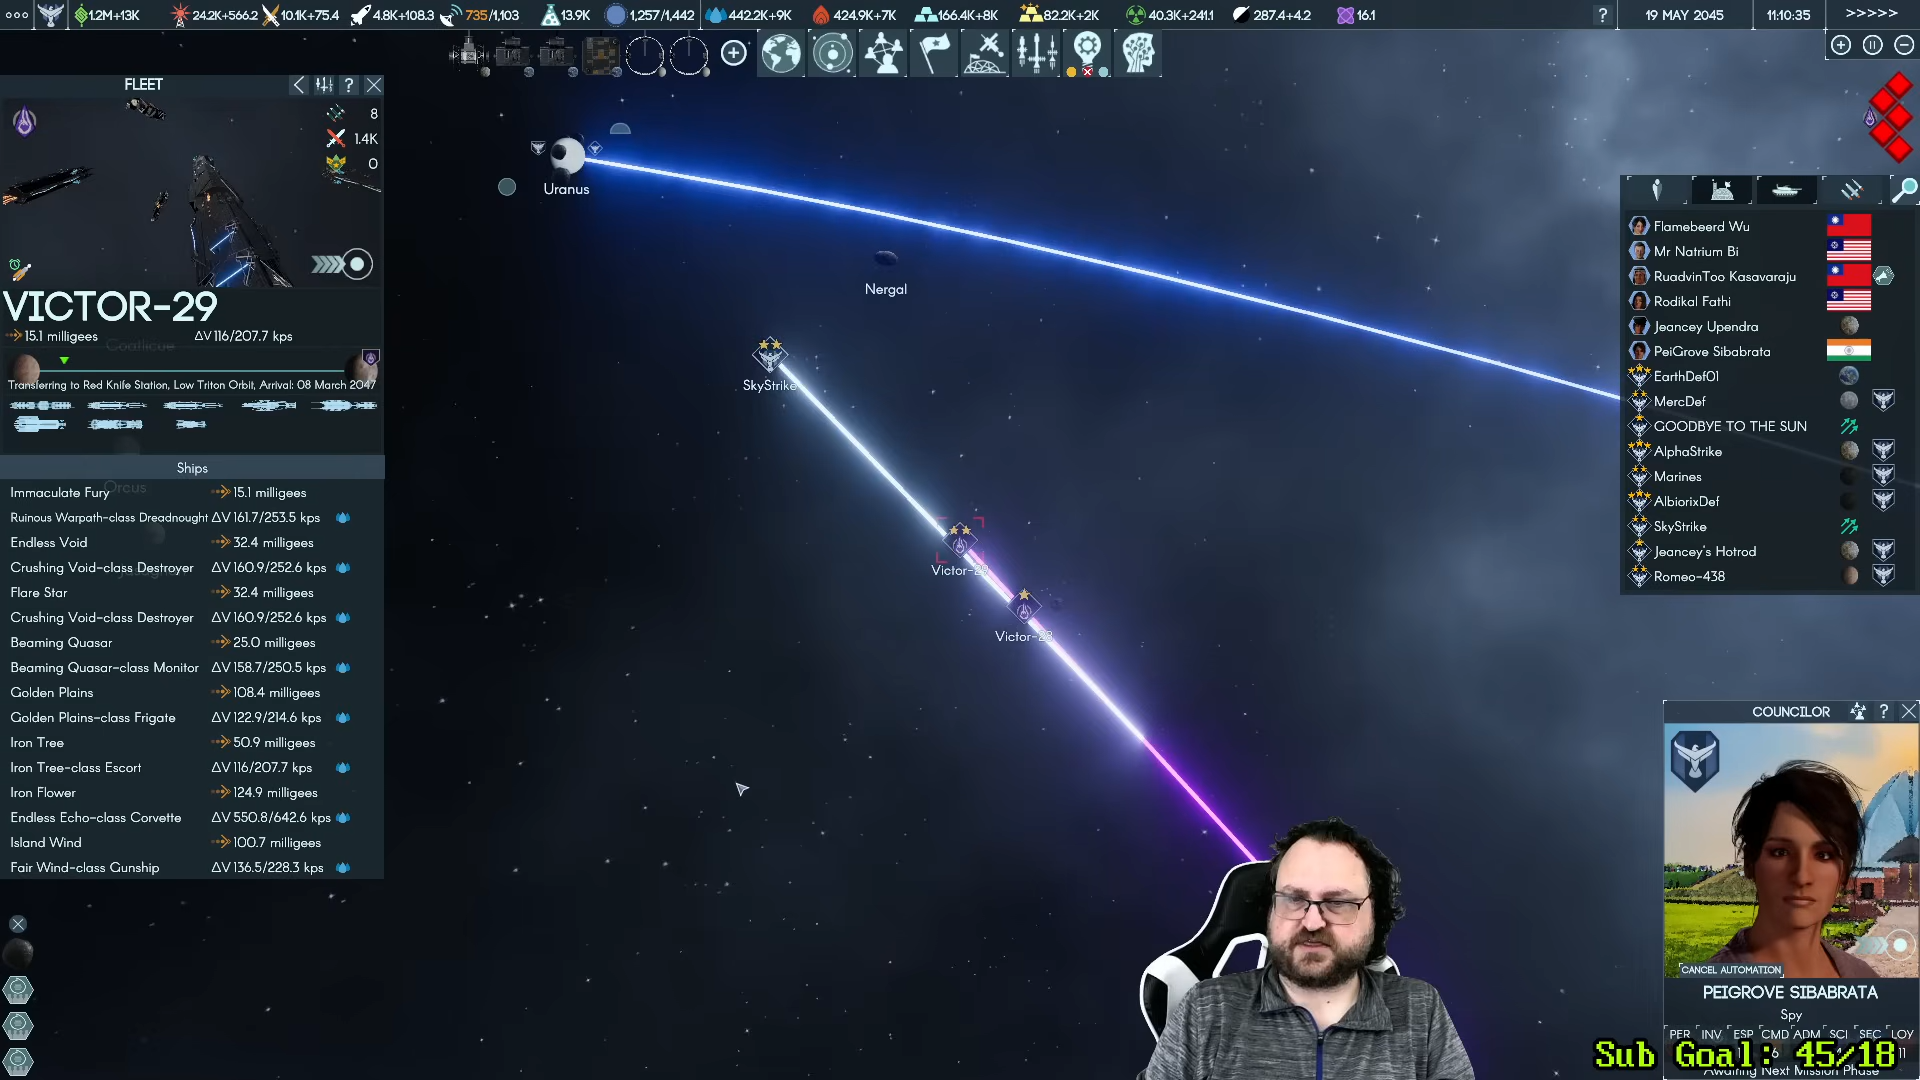 1.2M+13K 24.2K+566.2 10.1K+75.4 4.8K+108.3 735/1,103 13.9K 1,257/1,442 442.2K+9K 424.9K+7K 166.4K+8K 82.2K+2K 40.3K+241.1 287.4+4.2 16.1 ? 19 MAY 2045 11:10:35 >>>>>
FLEET
?
8
1.4K
0
VICTOR-29
15.1 milligees ΔV 116/207.7 kps
Coatlicue
Transferring to Red Knife Station, Low Triton Orbit, Arrival: 08 March 2047
Ships
Orcus
Immaculate Fury 15.1 milligees
Ruinous Warpath-class Dreadnought ΔV 161.7/253.5 kps
Endless Void 32.4 milligees
Crushing Void-class Destroyer ΔV 160.9/252.6 kps
Flare Star 32.4 milligees
Crushing Void-class Destroyer ΔV 160.9/252.6 kps
Beaming Quasar 25.0 milligees
Beaming Quasar-class Monitor ΔV 158.7/250.5 kps
Golden Plains 108.4 milligees
Golden Plains-class Frigate ΔV 122.9/214.6 kps
Iron Tree 50.9 milligees
Iron Tree-class Escort ΔV 116/207.7 kps
Iron Flower 124.9 milligees
Endless Echo-class Corvette ΔV 550.8/642.6 kps
Island Wind 100.7 milligees
Fair Wind-class Gunship ΔV 136.5/228.3 kps
Uranus
Nergal
SkyStrike
Victor-29
Victor-28
Flamebeerd Wu
Mr Natrium Bi
RuadvinToo Kasavaraju
Rodikal Fathi
Jeancey Upendra
PeiGrove Sibabrata
EarthDef01
MercDef
GOODBYE TO THE SUN
AlphaStrike
Marines
AlbiorixDef
SkyStrike
Jeancey's Hotrod
Romeo-438
COUNCILOR ?
CANCEL AUTOMATION
PEIGROVE SIBABRATA
Spy
PER INV ESP CMD ADM SCI SEC LOY
Sub Goal: 45/18
Awaiting Next Mission Phase